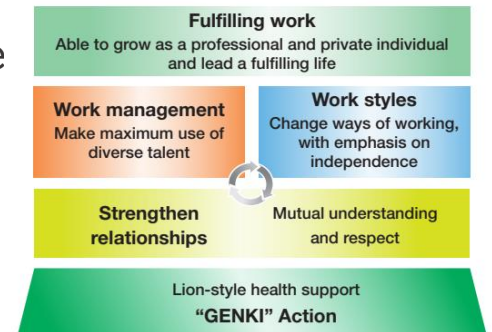 Fulfilling work
Able to grow as a professional and private individual
and lead a fulfilling life
Work management
Make maximum use of
diverse talent
Work styles
Change ways of working,
with emphasis on
independence
Strengthen
relationships
Mutual understanding
and respect
Lion-style health support
“GENKI” Action